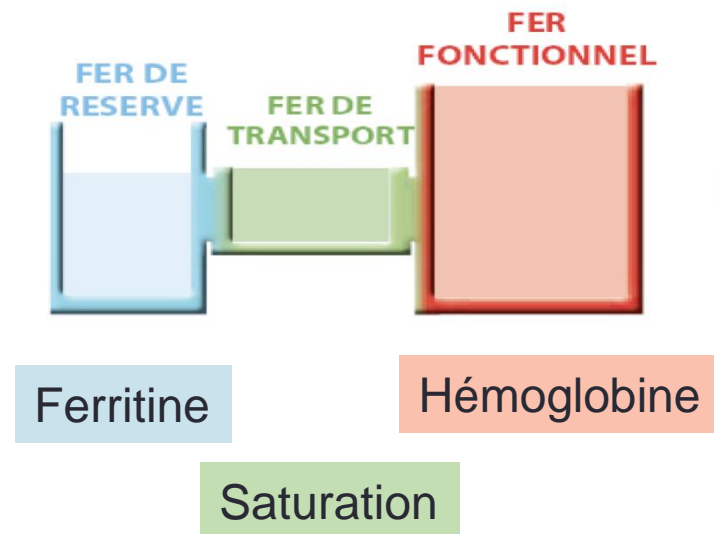 FER DE
RESERVE
FER DE
TRANSPORT
FER
FONCTIONNEL
Ferritine
Hémoglobine
Saturation